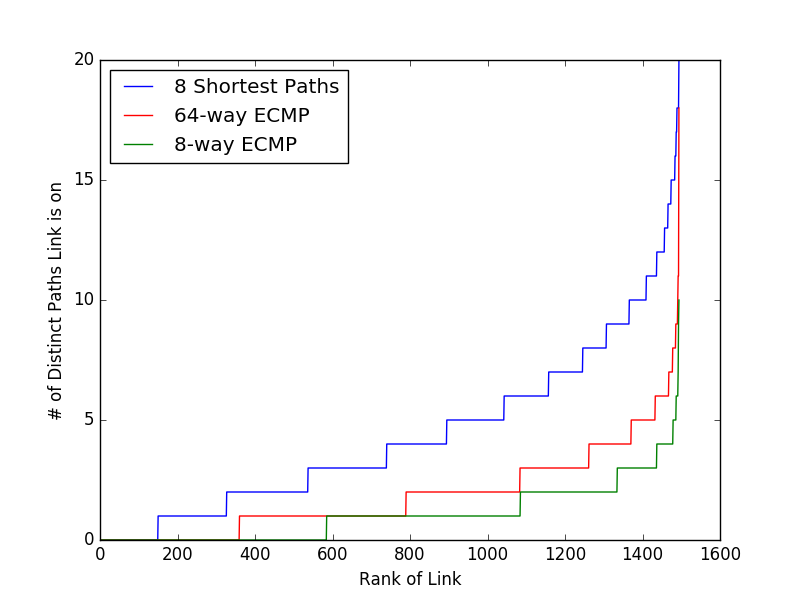 20
15
10
5
0
# of Distinct Paths Link is on
8 Shortest Paths
64-way ECMP
8-way ECMP
0 200 400 600 800 1000 1200 1400 1600
Rank of Link